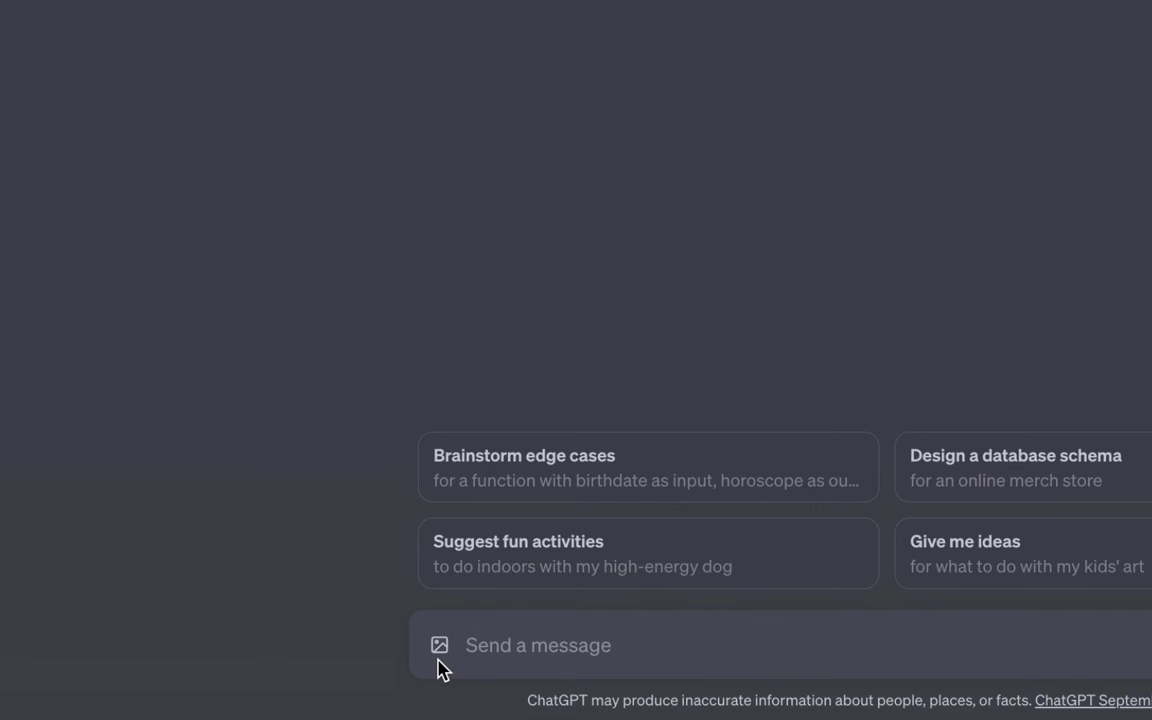 Brainstorm edge cases
for a function with birthdate as input, horoscope as ou...
Design a database schema
for an online merch store
Suggest fun activities
to do indoors with my high-energy dog
Give me ideas
for what to do with my kids' art
Send a message
ChatGPT may produce inaccurate information about people, places, or facts. ChatGPT Septem